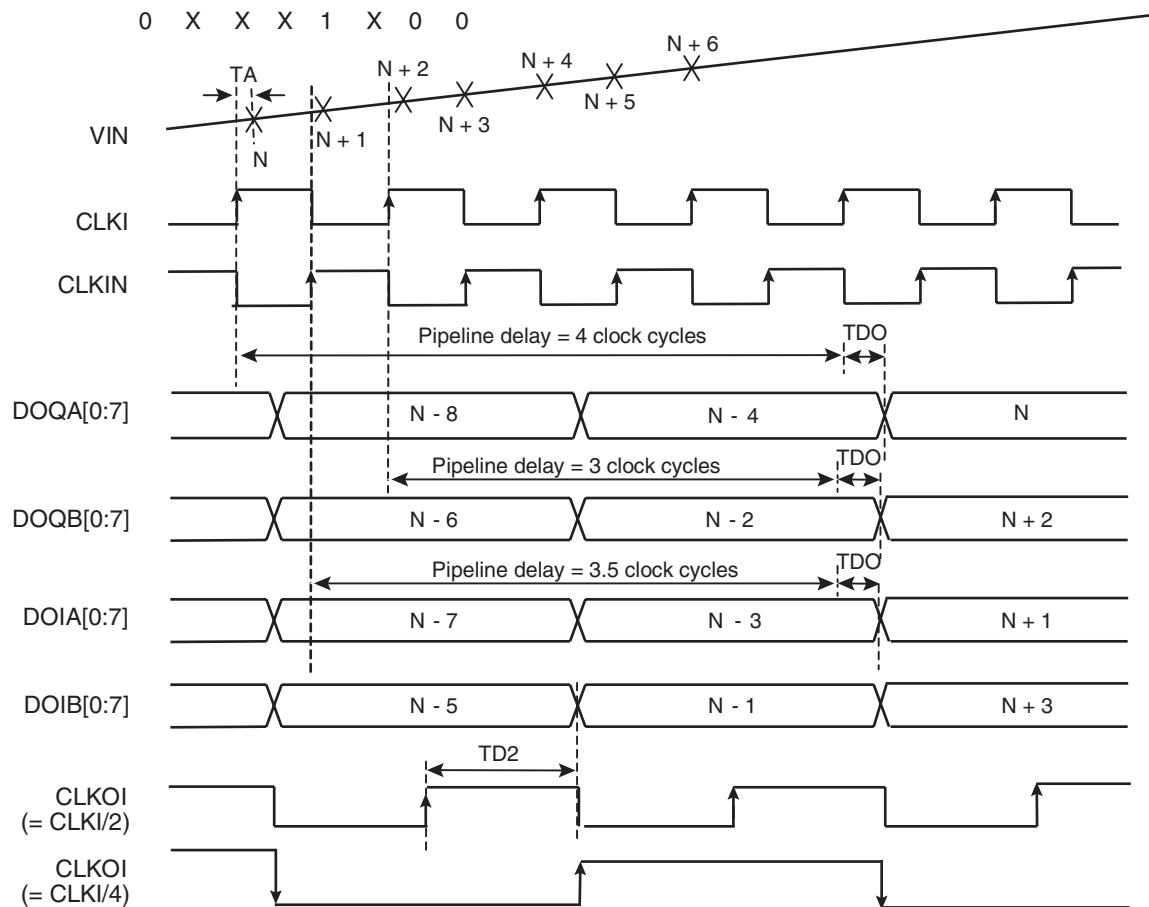 0 X X X 1 X 0 0
TA
N + 2
N + 4
N + 6
N + 5
N + 3
N + 1
VIN
N
CLKI
CLKIN
Pipeline delay = 4 clock cycles
TDO
DOQA[0:7]
N - 8
N - 4
N
Pipeline delay = 3 clock cycles
TDO
DOQB[0:7]
N - 6
N - 2
N + 2
Pipeline delay = 3.5 clock cycles
TDO
DOIA[0:7]
N - 7
N - 3
N + 1
DOIB[0:7]
N - 5
N - 1
N + 3
TD2
CLKOI
(= CLKI/2)
CLKOI
(= CLKI/4)